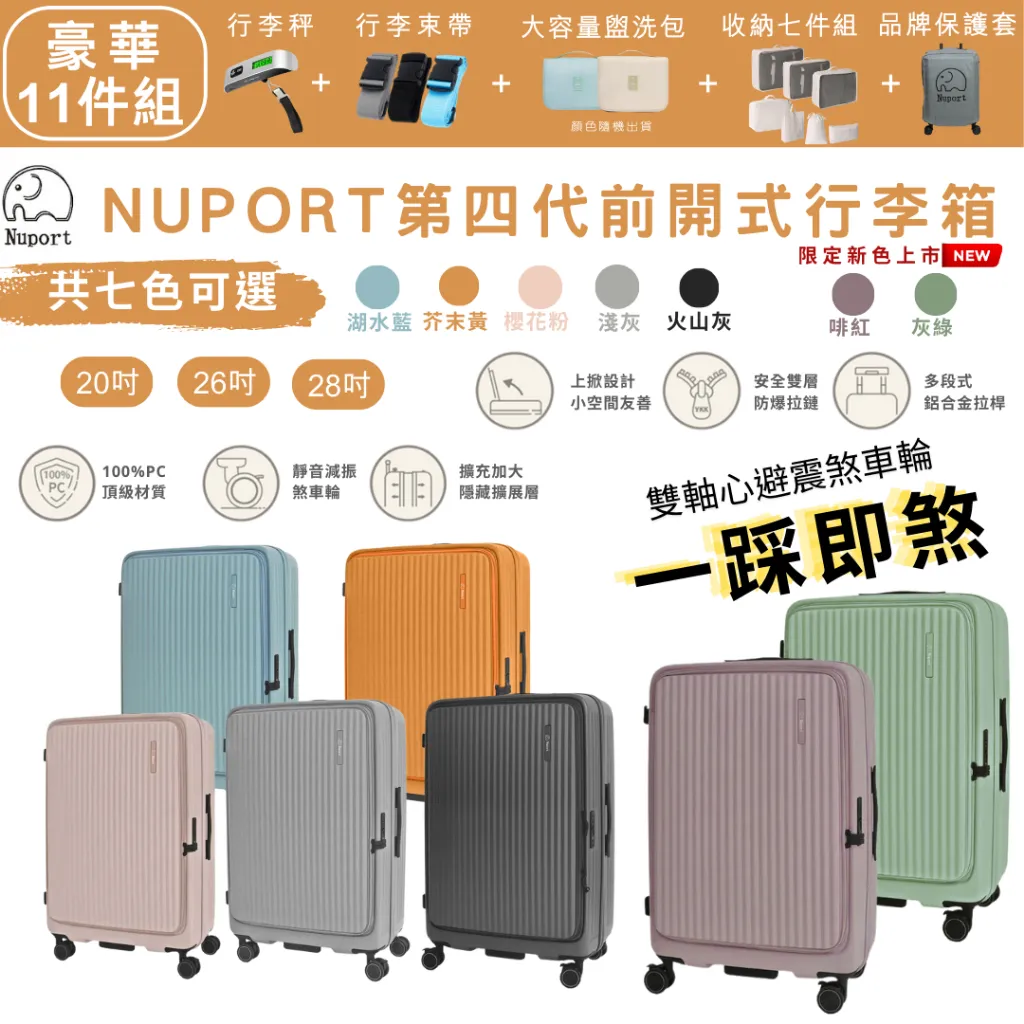 豪華
11件組
行李秤
行李束帶
大容量盥洗包
收納七件組
品牌保護套
+
+
+
+
顏色隨機出貨
Nuport
Nuport
NUPORT第四代前開式行李箱
限定新色上市 NEW
共七色可選
湖水藍
芥末黃
櫻花粉
淺灰
火山灰
啡紅
灰綠
20吋
26吋
28吋
上掀設計
小空間友善
YKK
安全雙層
防爆拉鏈
多段式
鋁合金拉桿
100%
PC
100%PC
頂級材質
靜音減振
煞車輪
擴充加大
隱藏擴展層
雙軸心避震煞車輪
一踩即煞